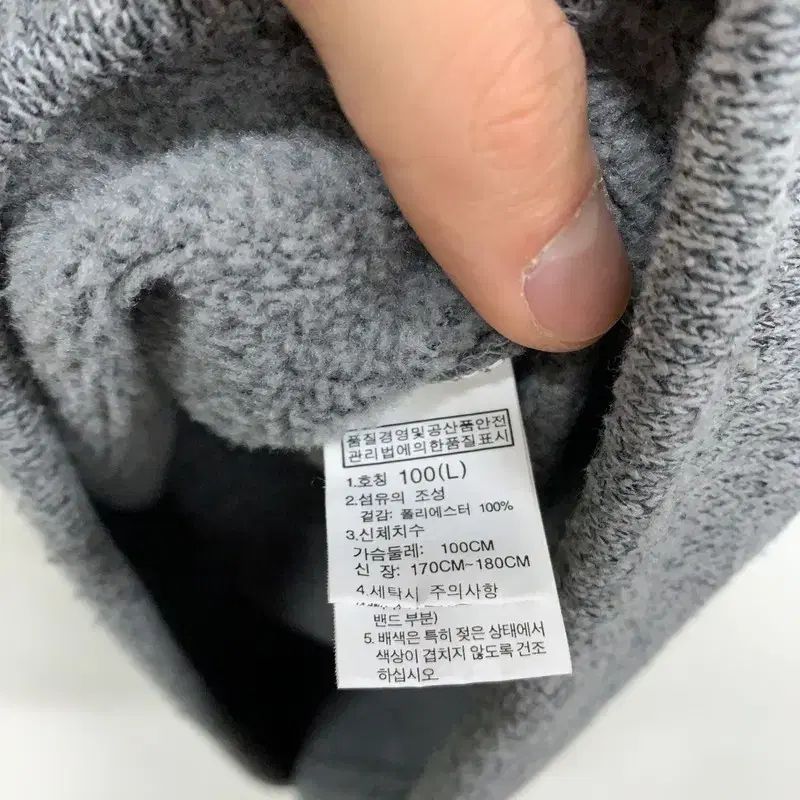 품질경영및공산품안전
관리법에의한품질표시
1.호칭 100(L)
2.섬유의 조성
겉감: 폴리에스터 100%
3.신체치수
가슴둘레: 100CM
신 장: 170CM~180CM
4.세탁시 주의사항
밴드부분)
5. 배색은 특히 젖은 상태에서
색상이 겹치지 않도록 건조
하십시오